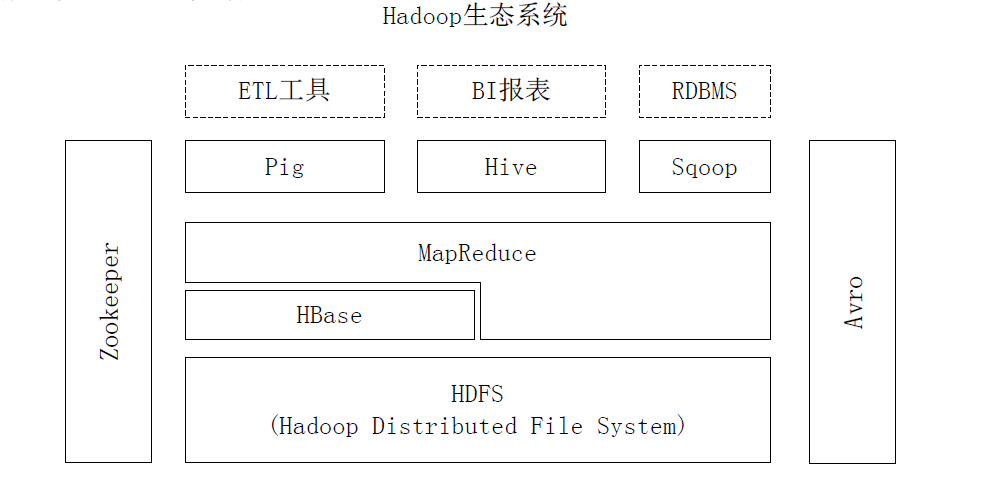 Hadoop生态系统
ETL工具
BI报表
RDBMS
Pig
Hive
Sqoop
Zookeeper
MapReduce
HBase
Avro
HDFS
(Hadoop Distributed File System)